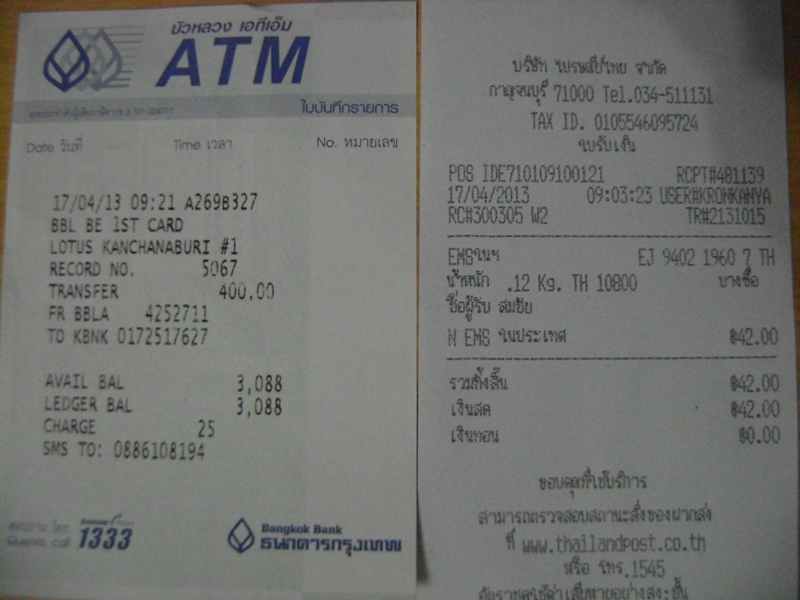 บัวหลวง เอทีเอ็ม
ATM
ใบบันทึกรายการ
Date วันที่ Time เวลา No. หมายเลข
17/04/13 09:21 A269B327
BBL BE 1ST CARD
LOTUS KANCHANABURI #1
RECORD NO. 5067
TRANSFER 400.00
FR BBLA 4252711
TO KBNK 0172517627
AVAIL BAL 3,088
LEDGER BAL 3,088
CHARGE 25
SMS TO: 0886108194
สอบถาม โทร.
Queries call 1333
Bangkok Bank
ธนาคารกรุงเทพ
บริษัท ไปรษณีย์ไทย จำกัด
กาญจนบุรี 71000 Tel.034-511131
TAX ID. 0105546095724
ใบรับเงิน
POS IDE710109100121 RCPT#481139
17/04/2013 09:03:23 USER#KRONKANYA
RC#300305 W2 TR#2131015
EMSในฯ EJ 9402 1960 7 TH
น้ำหนัก .12 Kg. TH 10800 บางซื่อ
ชื่อผู้รับ สมชัย
N EMS ในประเทศ ฿42.00
รวมทั้งสิ้น ฿42.00
เงินสด ฿42.00
เงินทอน ฿0.00
ขอบคุณที่ใช้บริการ
สามารถตรวจสอบสถานะสิ่งของฝากส่ง
ที่ www.thailandpost.co.th
หรือ โทร.1545